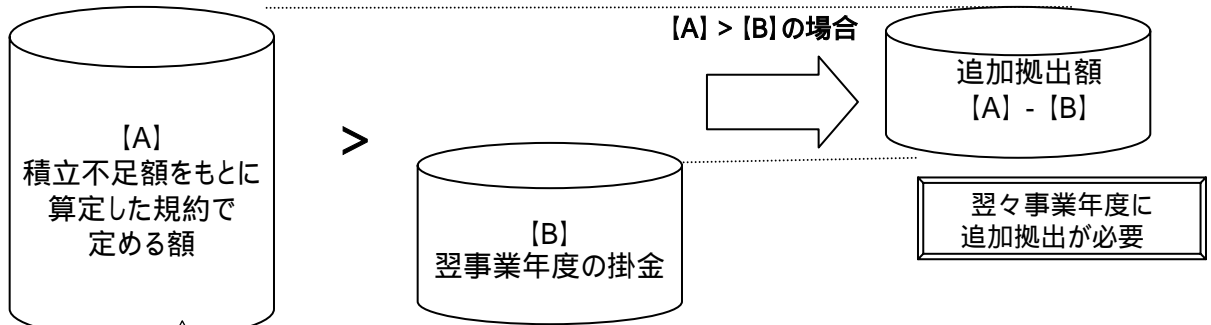 【A】>【B】の場合
追加拠出額
【A】-【B】
【A】
積立不足額をもとに
算定した規約で
定める額
>
【B】
翌事業年度の掛金
翌々事業年度に
追加拠出が必要